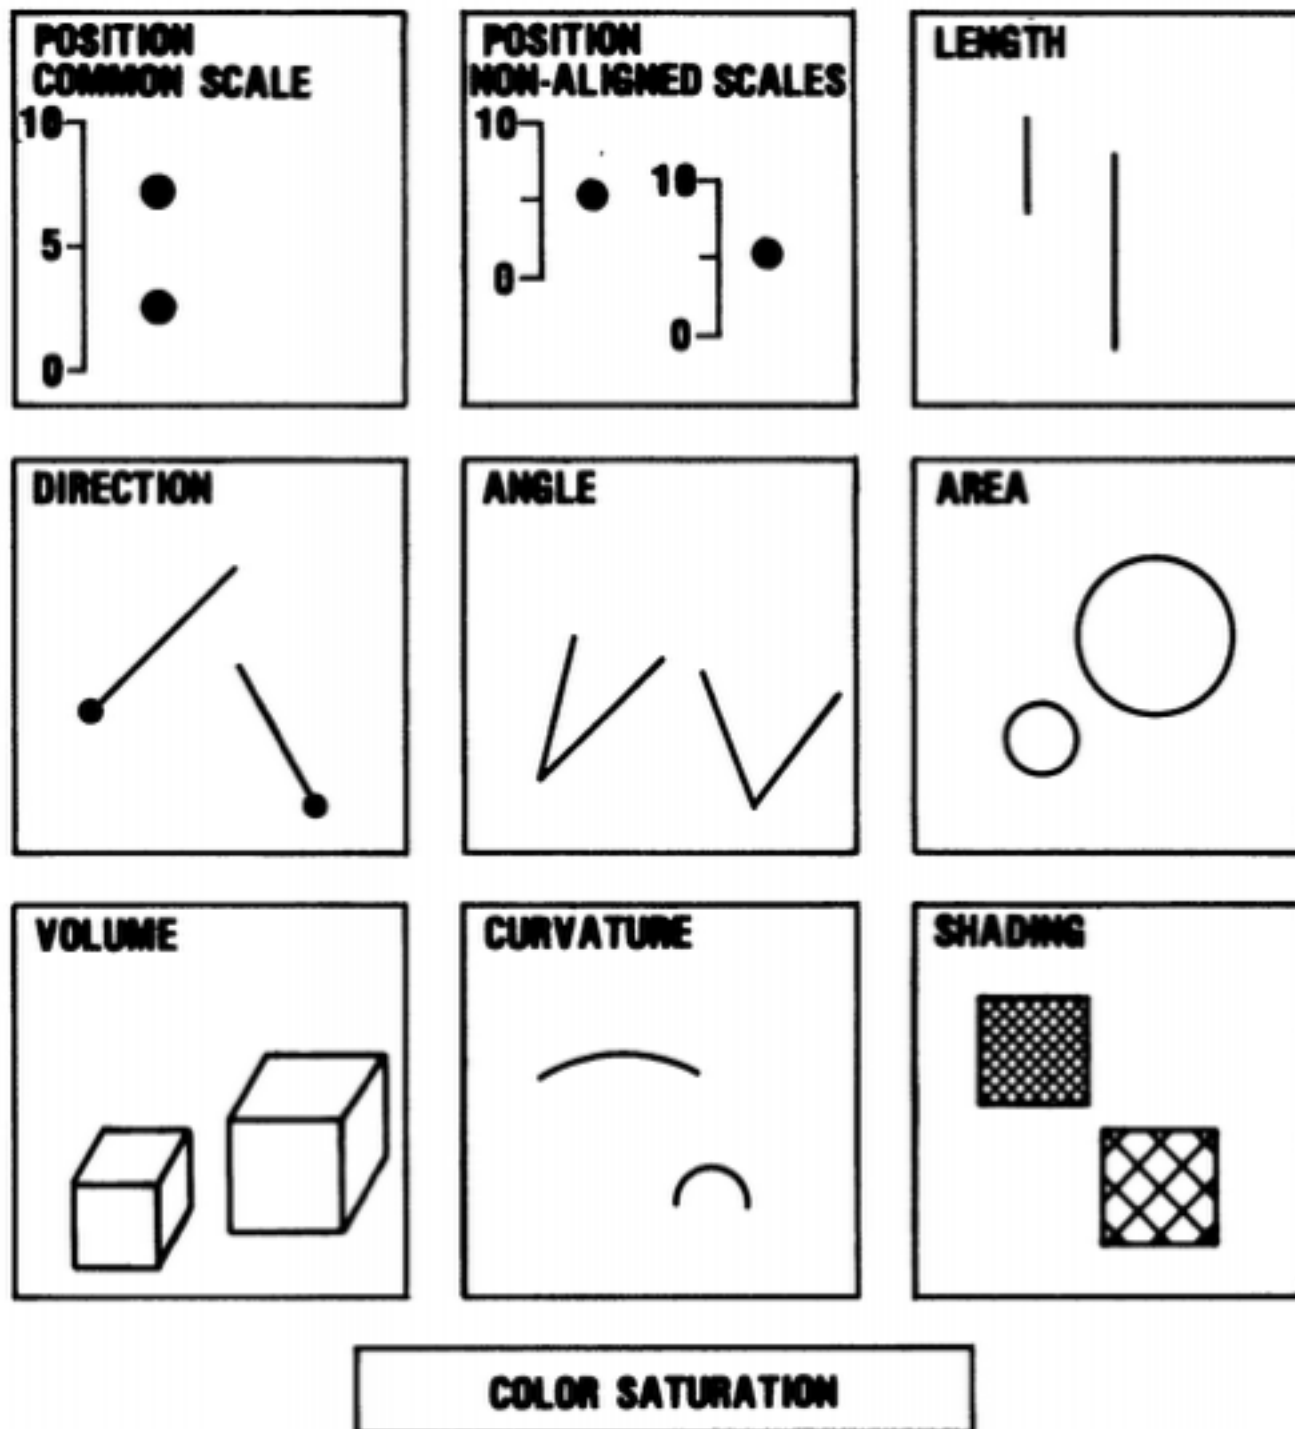 POSITION
COMMON SCALE
10
5
0
POSITION
NON-ALIGNED SCALES
10
0
10
0
LENGTH
DIRECTION
ANGLE
AREA
VOLUME
CURVATURE
SHADING
COLOR SATURATION